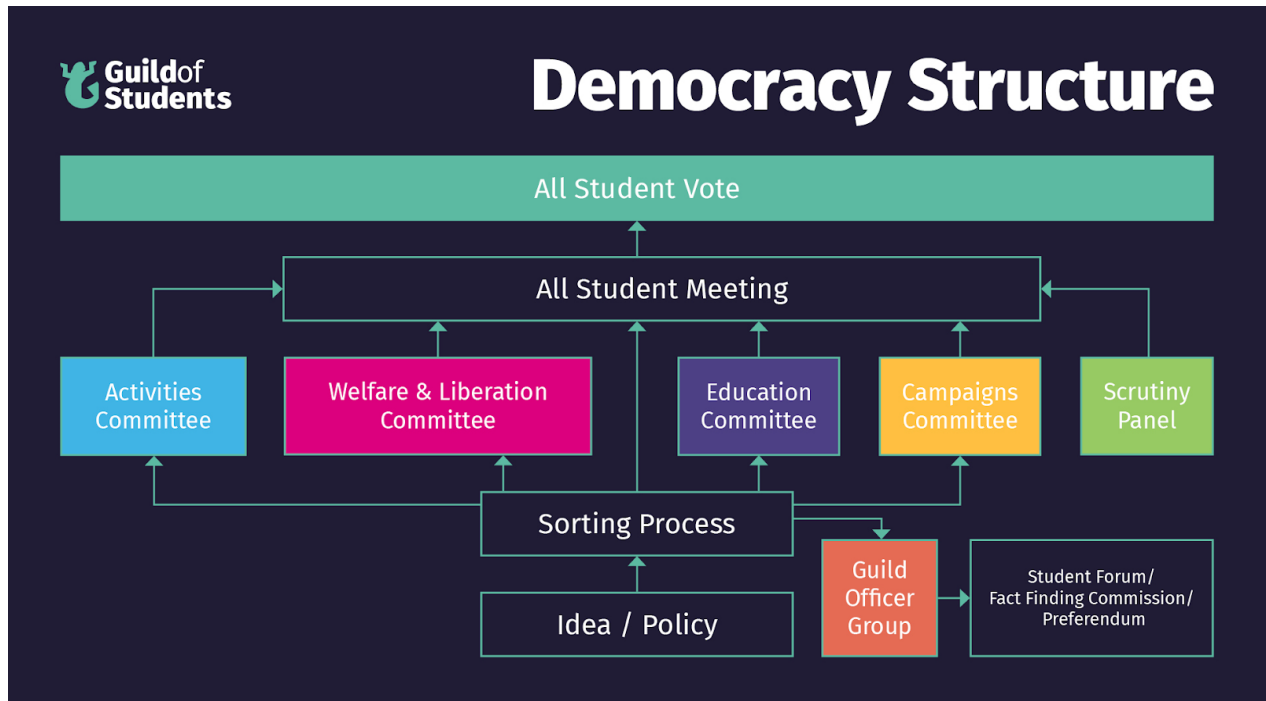 Guild of
Students
Democracy Structure
All Student Vote
All Student Meeting
Activities
Committee
Welfare & Liberation
Committee
Education
Committee
Campaigns
Committee
Scrutiny
Panel
Sorting Process
Idea / Policy
Guild
Officer
Group
Student Forum/
Fact Finding Commission/
Preferendum